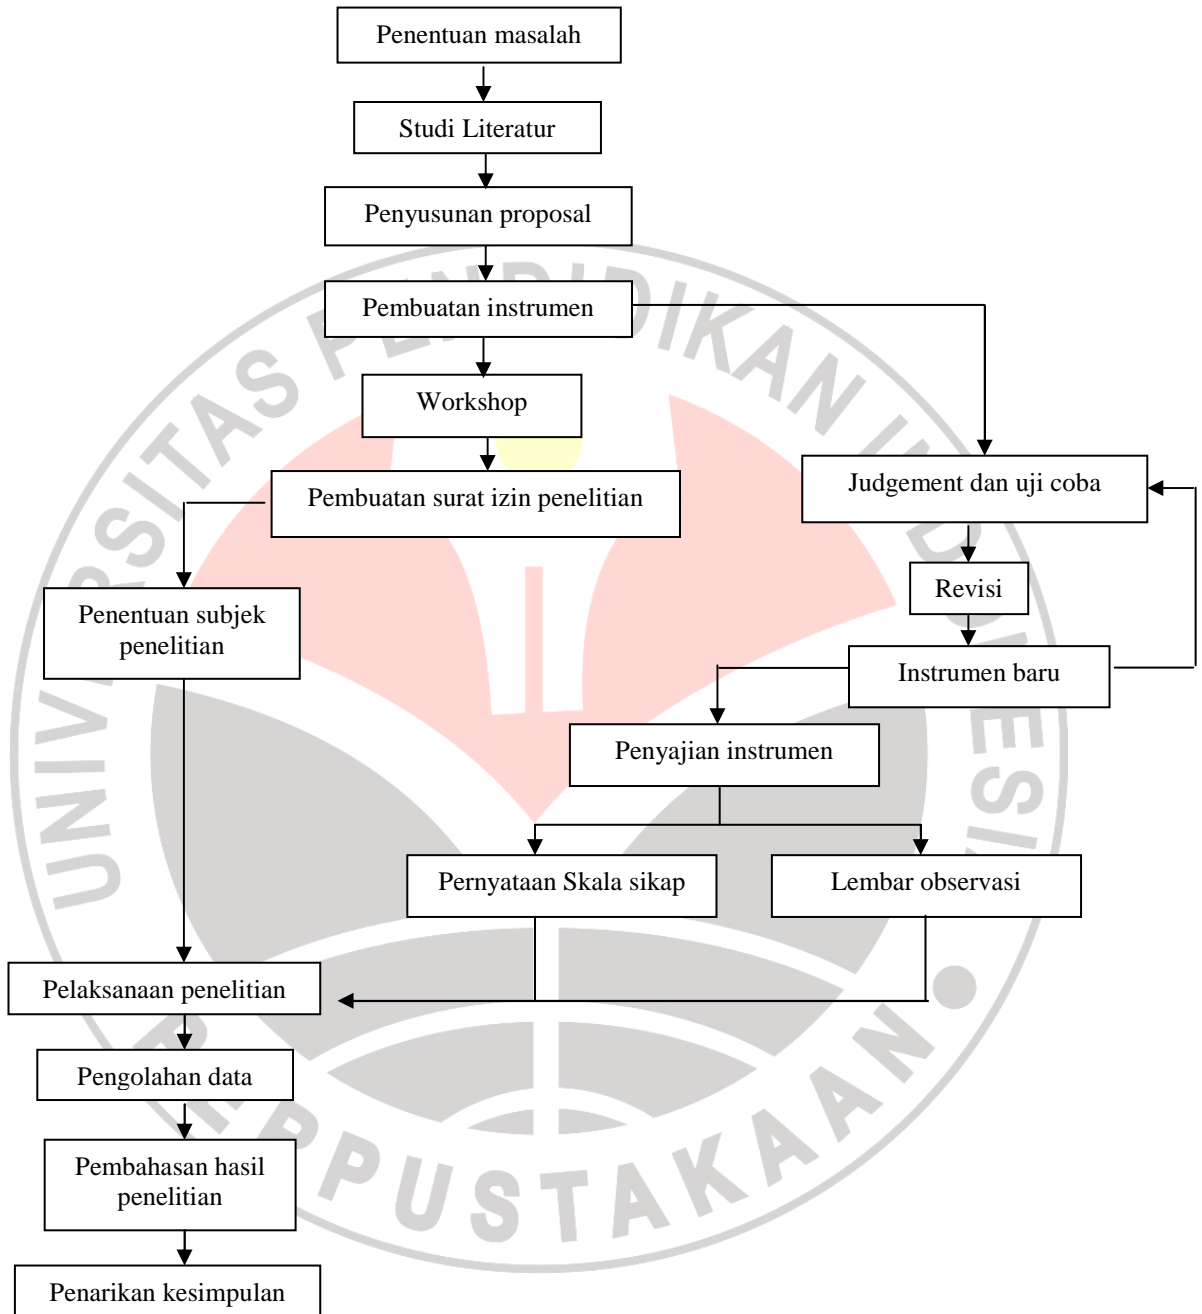 Penentuan masalah
Studi Literatur
Penyusunan proposal
Pembuatan instrumen
Workshop
Pembuatan surat izin penelitian
Judgement dan uji coba
Revisi
Penentuan subjek
penelitian
Instrumen baru
Penyajian instrumen
Pernyataan Skala sikap
Lembar observasi
Pelaksanaan penelitian
Pengolahan data
Pembahasan hasil
penelitian
Penarikan kesimpulan
UNIVERSITAS PENDIDIKAN INDONESIA
PERPUSTAKAAN